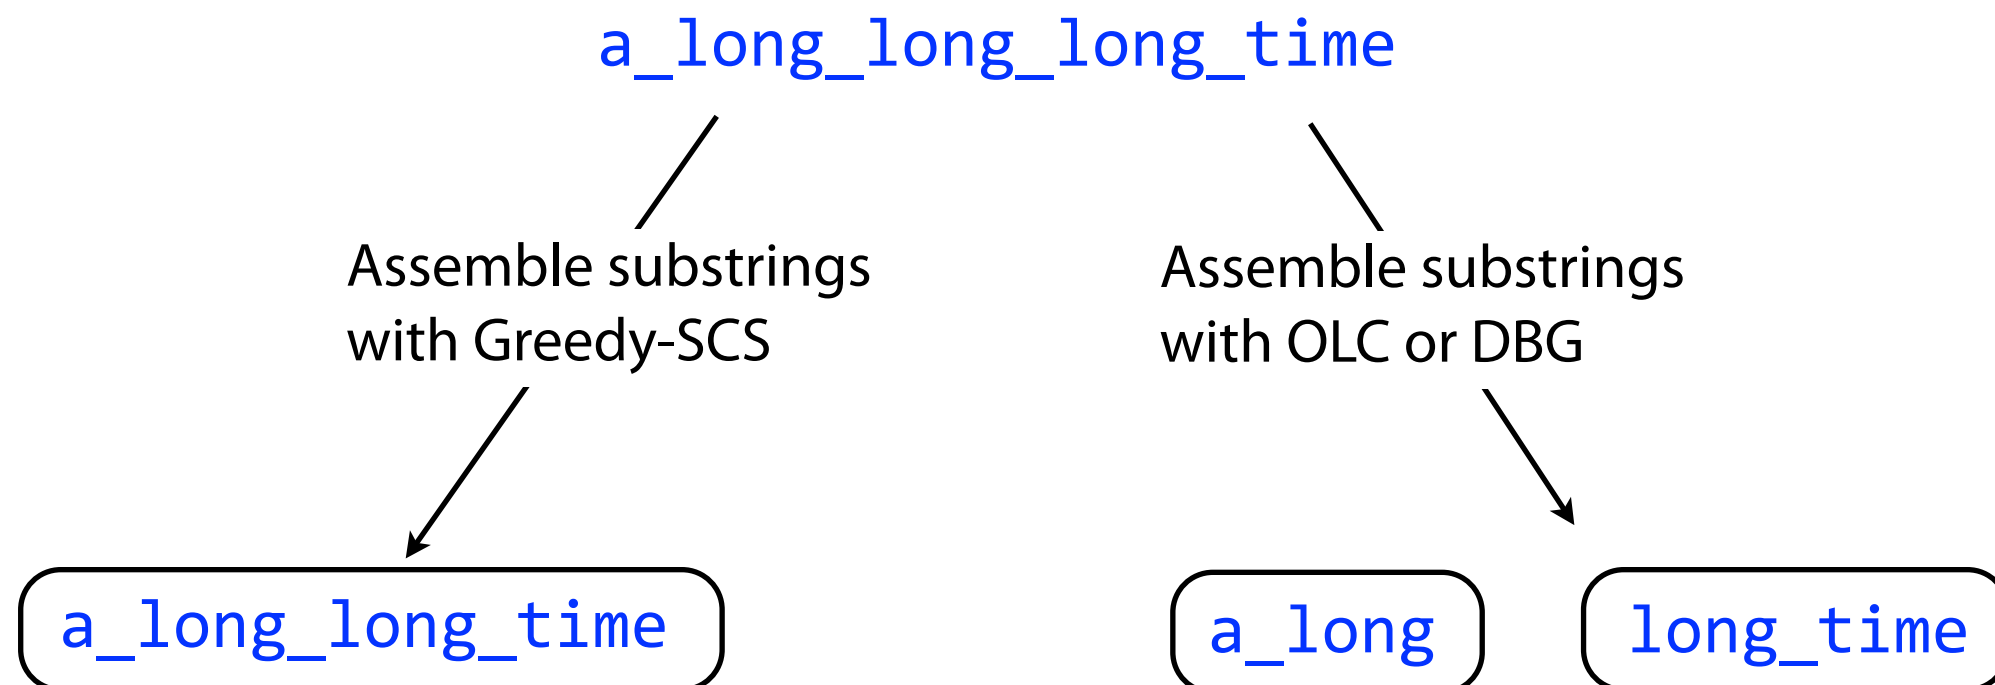 a_long_long_long_time
Assemble substrings
with Greedy-SCS
Assemble substrings
with OLC or DBG
a_long_long_time
a_long
long_time